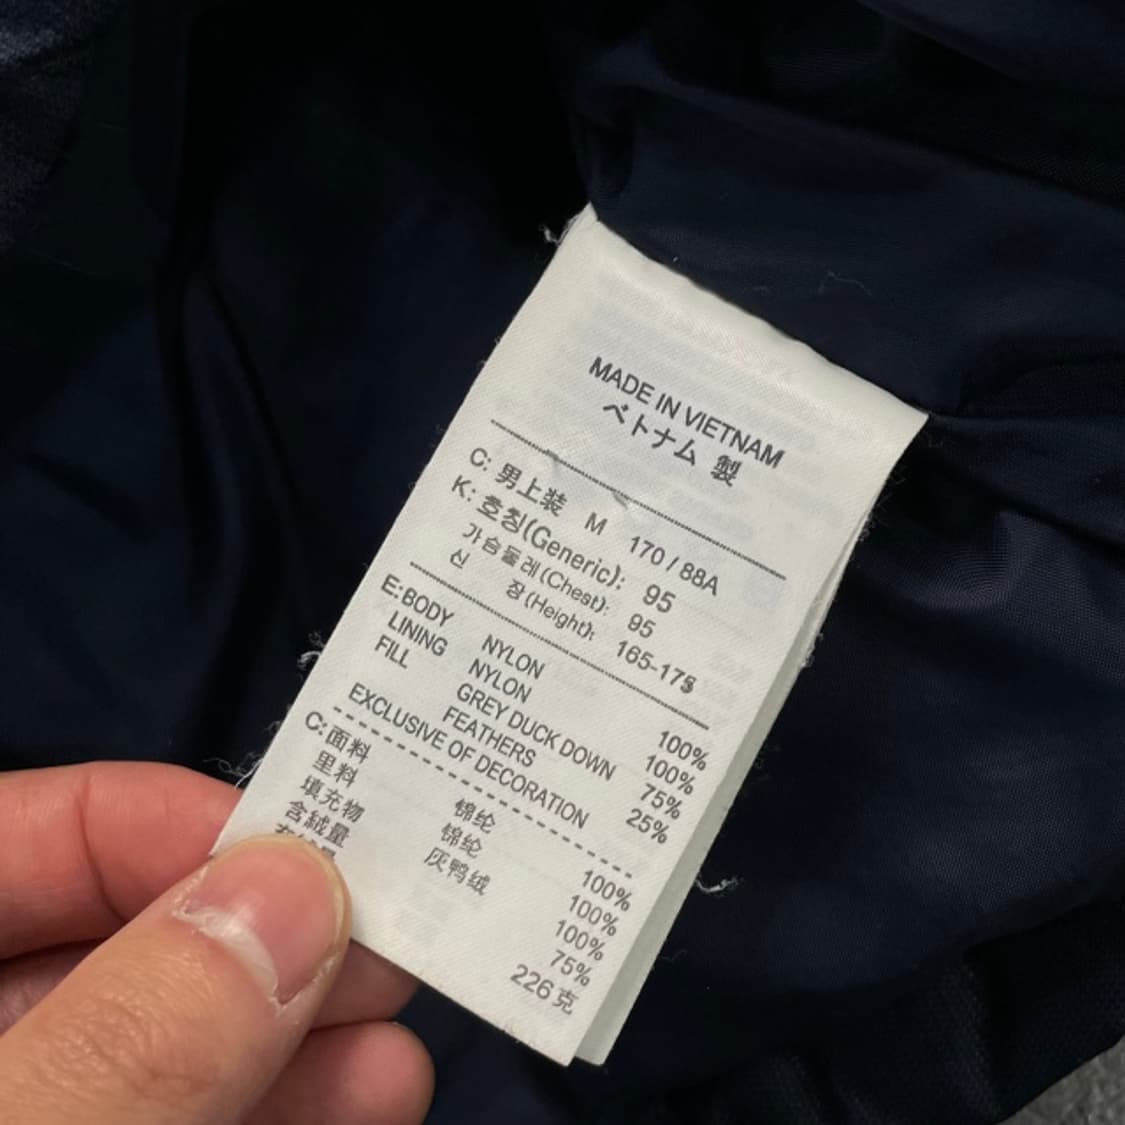 MADE IN VIETNAM
ベトナム 製
C: 男上装 M 170 / 88A
K: 호칭(Generic): 95
가슴둘레(Chest): 95
신 장(Height): 165-175
E:BODY NYLON 100%
LINING NYLON 100%
FILL GREY DUCK DOWN 75%
FEATHERS 25%
EXCLUSIVE OF DECORATION
C:面料 锦纶 100%
里料 锦纶 100%
填充物 灰鸭绒 100%
含絨量 75%
226克